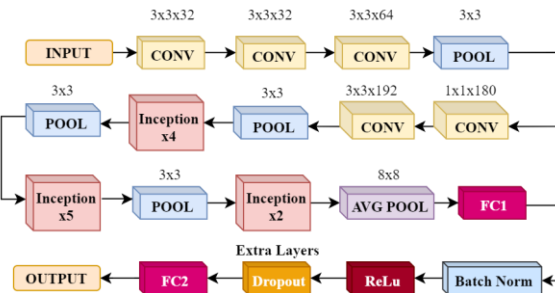 3x3x32 3x3x32 3x3x64 3x3
INPUT CONV CONV CONV POOL
3x3 3x3 3x3x192 1x1x180
POOL Inception x4 POOL CONV CONV
3x3 8x8
Inception x5 POOL Inception x2 AVG POOL FC1
Extra Layers
OUTPUT FC2 Dropout ReLu Batch Norm